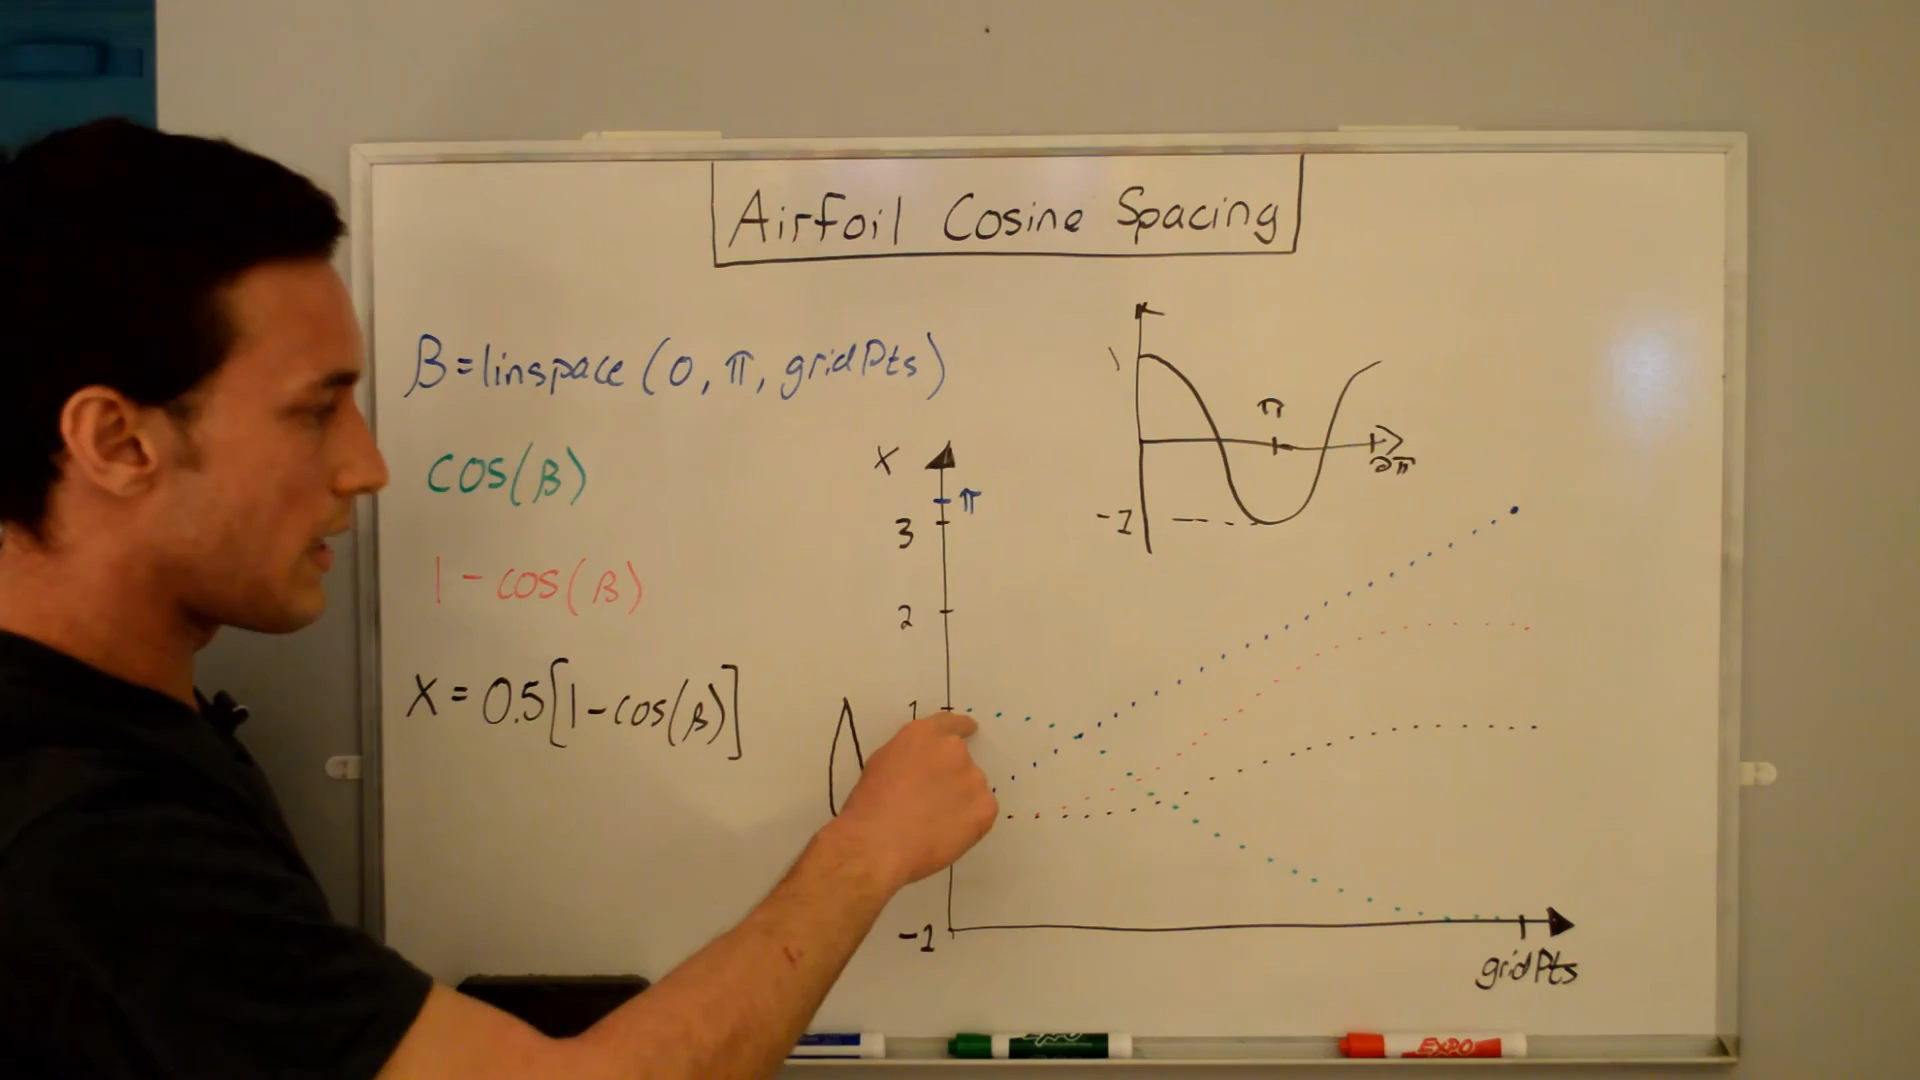 Airfoil Cosine Spacing
β = linspace (0, π, gridPts)
cos(β)
1 - cos(β)
X = 0.5[1-cos(β)]
1
π
2π
-1
X
π
3
2
1
-1
gridPts
EXPO
EXPO